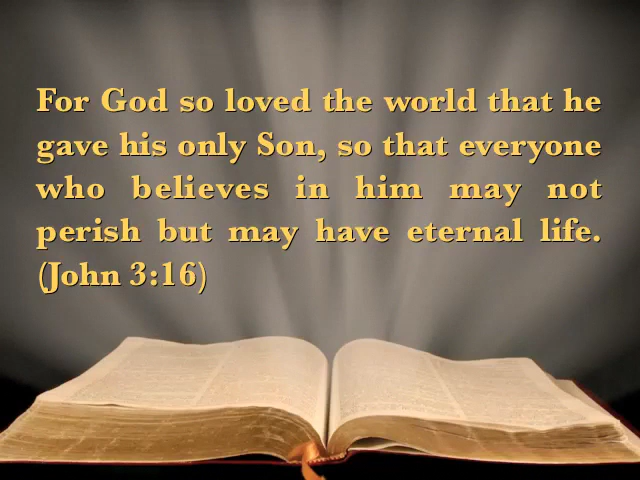 For God so loved the world that he
gave his only Son, so that everyone
who believes in him may not
perish but may have eternal life.
(John 3:16)